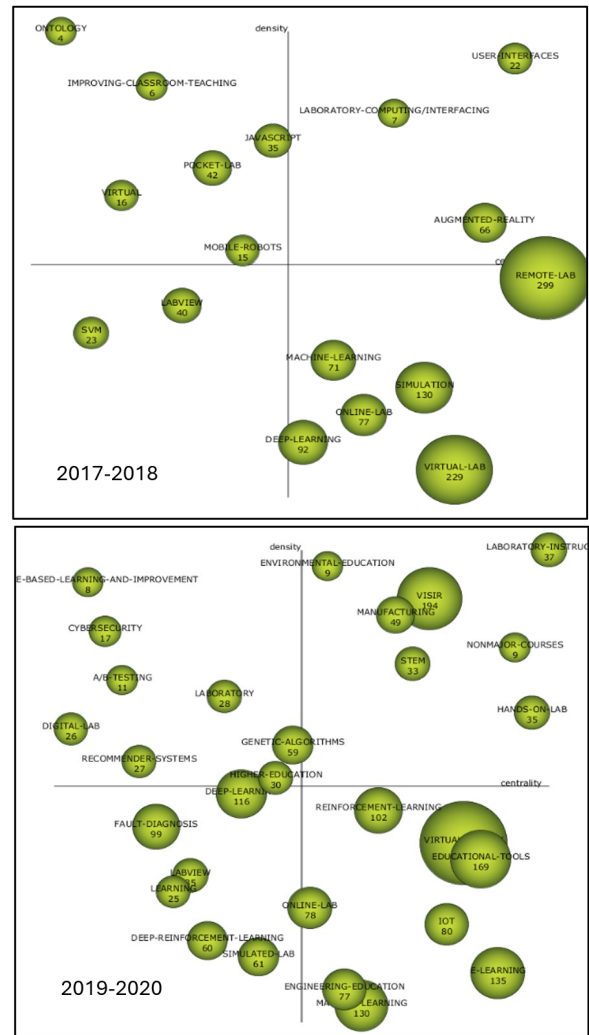 ONTOLOGY
4
density
USER-INTERFACES
22
IMPROVING-CLASSROOM-TEACHING
6
LABORATORY-COMPUTING/INTERFACING
7
JAVASCRIPT
35
POCKET-LAB
42
VIRTUAL
16
AUGMENTED-REALITY
66
MOBILE-ROBOTS
15
ce
REMOTE-LAB
299
LABVIEW
40
SVM
23
MACHINE-LEARNING
71
SIMULATION
130
ONLINE-LAB
77
DEEP-LEARNING
92
VIRTUAL-LAB
229
2017-2018
density
LABORATORY-INSTRUC
37
ENVIRONMENTAL-EDUCATION
9
E-BASED-LEARNING-AND-IMPROVEMENT
8
VISIR
194
MANUFACTURING
49
CYBERSECURITY
17
NONMAJOR-COURSES
9
STEM
33
A/B-TESTING
11
LABORATORY
28
HANDS-ON-LAB
35
DIGITAL-LAB
26
GENETIC-ALGORITHMS
59
RECOMMENDER-SYSTEMS
27
HIGHER-EDUCATION
30
centrality
DEEP-LEARNIN
116
REINFORCEMENT-LEARNING
102
FAULT-DIAGNOSIS
99
VIRTUAL
EDUCATIONAL-TOOLS
169
LABVIEW
LEARNING
25
ONLINE-LAB
78
IOT
80
DEEP-REINFORCEMENT-LEARNING
60
SIMULATED-LAB
61
E-LEARNING
135
ENGINEERING-EDUCATION
77
MA LEARNING
130
2019-2020